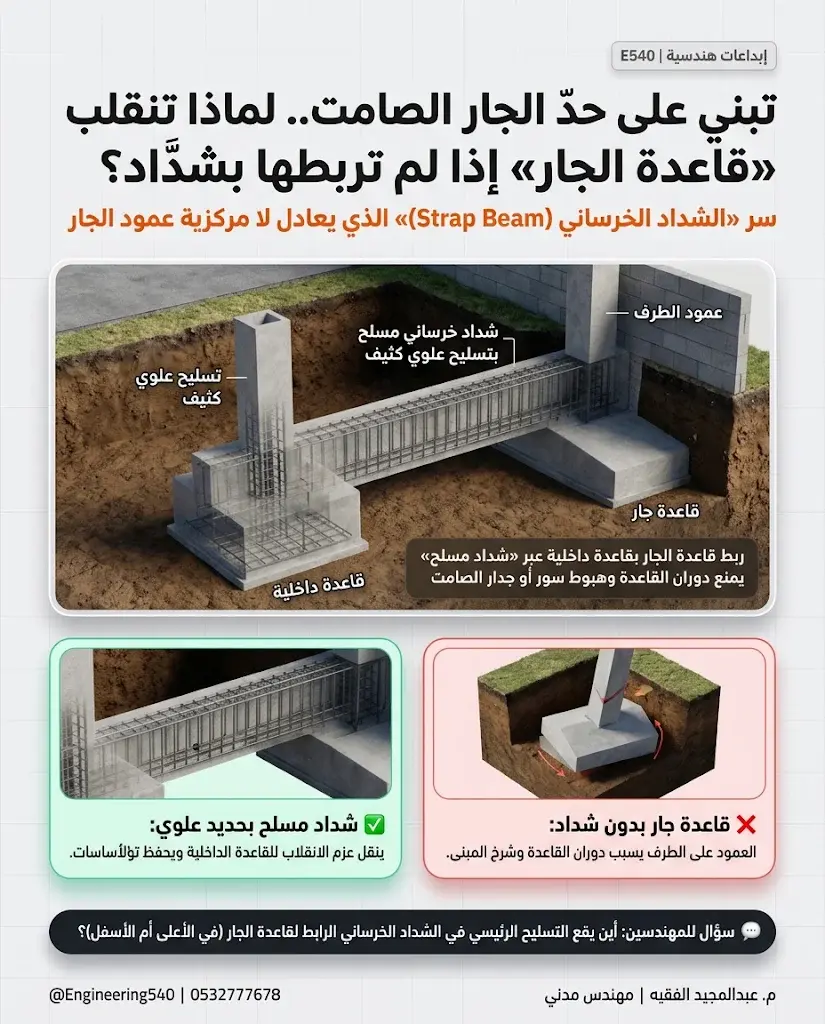 إبداعات هندسية | E540
تبني على حدّ الجار الصامت.. لماذا تنقلب
«قاعدة الجار» إذا لم تربطها بشدَّاد؟
سر «الشداد الخرساني (Strap Beam)» الذي يعادل لا مركزية عمود الجار
عمود الطرف
شداد خرساني مسلح
بتسليح علوي كثيف
تسليح علوي
كثيف
قاعدة جار
ربط قاعدة الجار بقاعدة داخلية عبر «شداد مسلح»
يمنع دوران القاعدة وهبوط سور أو جدار الصامت
قاعدة داخلية
❌ قاعدة جار بدون شداد:
العمود على الطرف يسبب دوران القاعدة وشرخ المبنى.
✅ شداد مسلح بحديد علوي:
ينقل عزم الانقلاب للقاعدة الداخلية ويحفظ للأساسات.
💬 سؤال للمهندسين: أين يقع التسليح الرئيسي في الشداد الخرساني الرابط لقاعدة الجار (في الأعلى أم الأسفل)؟
م. عبدالمجيد الفقيه | مهندس مدني
@Engineering540 | 0532777678